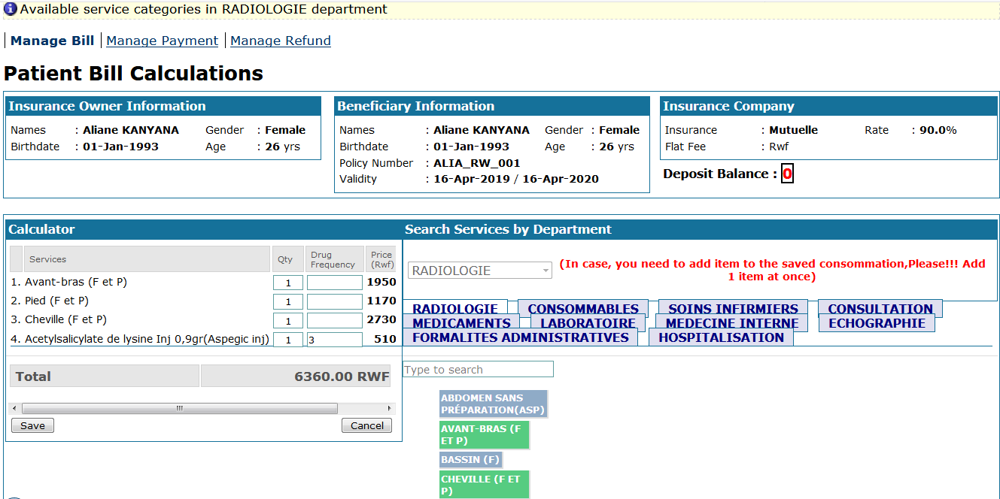 Available service categories in RADIOLOGIE department
Manage Bill Manage Payment Manage Refund
Patient Bill Calculations
Insurance Owner Information
Names : Aliane KANYANA Gender : Female
Birthdate : 01-Jan-1993 Age : 26 yrs
Beneficiary Information
Names : Aliane KANYANA Gender : Female
Birthdate : 01-Jan-1993 Age : 26 yrs
Policy Number : ALIA_RW_001
Validity : 16-Apr-2019 / 16-Apr-2020
Insurance Company
Insurance : Mutuelle Rate : 90.0%
Flat Fee : Rwf
Deposit Balance : 0
Calculator
Services Qty Drug Frequency Price (Rwf)
1. Avant-bras (F et P) 1 1950
2. Pied (F et P) 1 1170
3. Cheville (F et P) 1 2730
4. Acetylsalicylate de lysine Inj 0,9gr(Aspegic inj) 1 3 510
Total 6360.00 RWF
Save Cancel
Search Services by Department
RADIOLOGIE
(In case, you need to add item to the saved consommation,Please!!! Add
1 item at once)
RADIOLOGIE CONSOMMABLES SOINS INFIRMIERS CONSULTATION
MEDICAMENTS LABORATOIRE MEDECINE INTERNE ECHOGRAPHIE
FORMALITES ADMINISTRATIVES HOSPITALISATION
Type to search
ABDOMEN SANS
PRÉPARATION(ASP)
AVANT-BRAS (F
ET P)
BASSIN (F)
CHEVILLE (F ET
P)